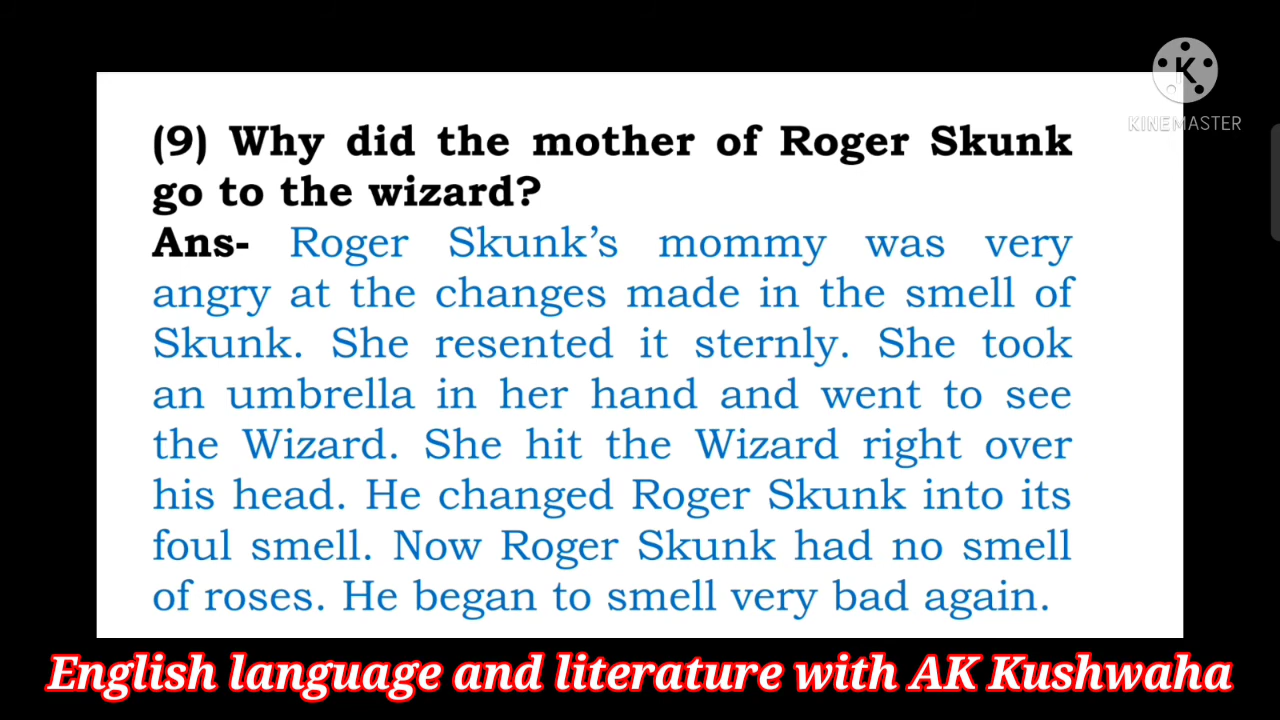 K
KINEMASTER
(9) Why did the mother of Roger Skunk
go to the wizard?
Ans- Roger Skunk’s mommy was very
angry at the changes made in the smell of
Skunk. She resented it sternly. She took
an umbrella in her hand and went to see
the Wizard. She hit the Wizard right over
his head. He changed Roger Skunk into its
foul smell. Now Roger Skunk had no smell
of roses. He began to smell very bad again.
English language and literature with AK Kushwaha